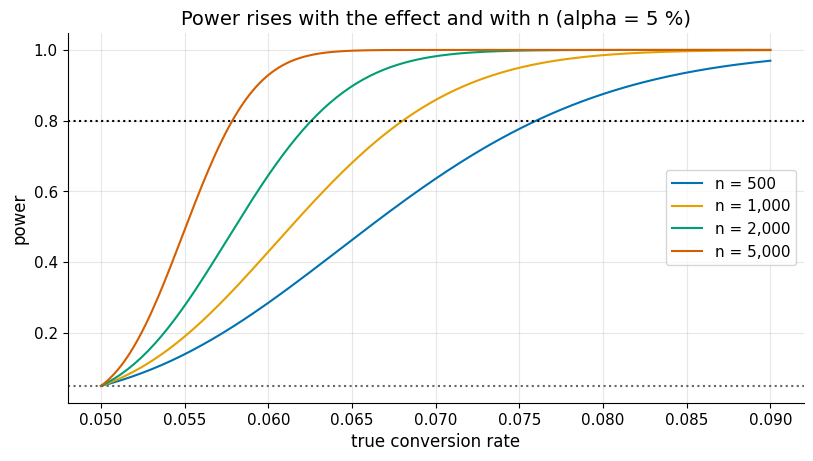 Power rises with the effect and with n (alpha = 5 %)
power
1.0
0.8
0.6
0.4
0.2
n = 500
n = 1,000
n = 2,000
n = 5,000
0.050 0.055 0.060 0.065 0.070 0.075 0.080 0.085 0.090
true conversion rate